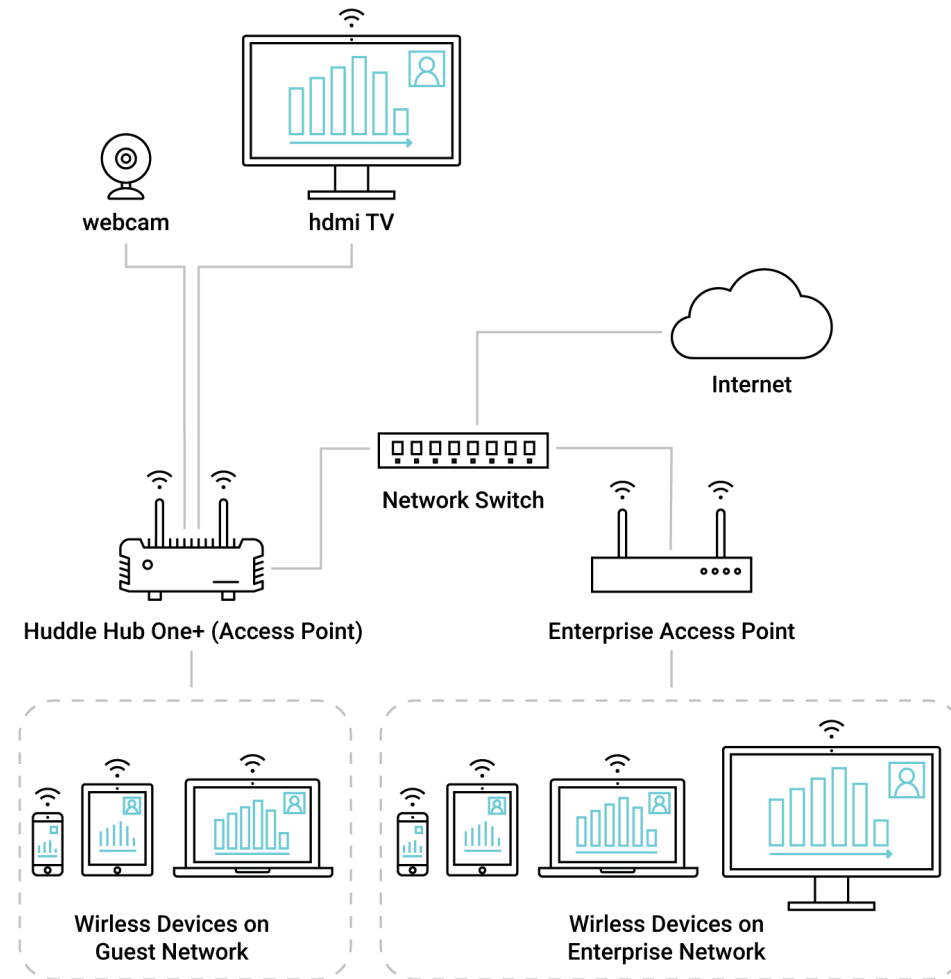 webcam
hdmi TV
Internet
Network Switch
Huddle Hub One+ (Access Point)
Enterprise Access Point
Wirless Devices on
Guest Network
Wirless Devices on
Enterprise Network